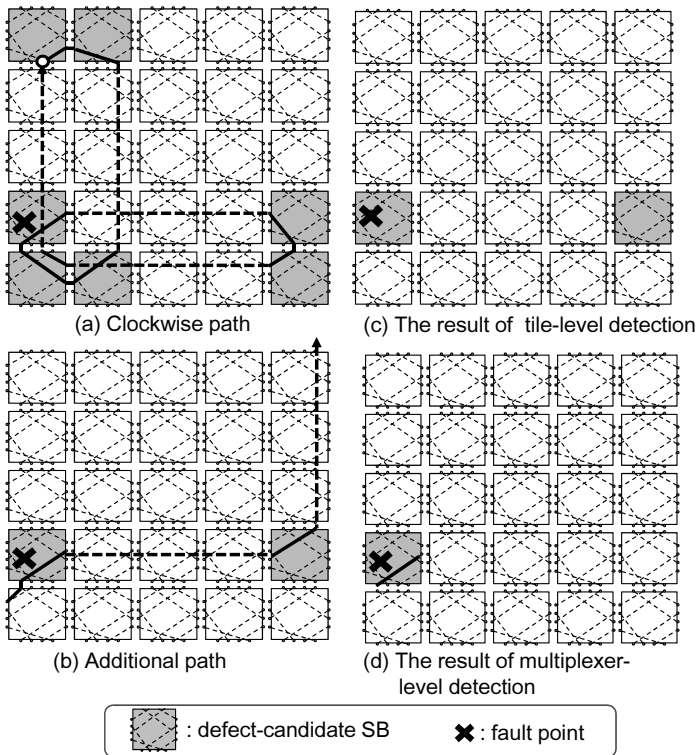 (a) Clockwise path
(c) The result of tile-level detection
(b) Additional path
(d) The result of multiplexer-
level detection
: defect-candidate SB
: fault point